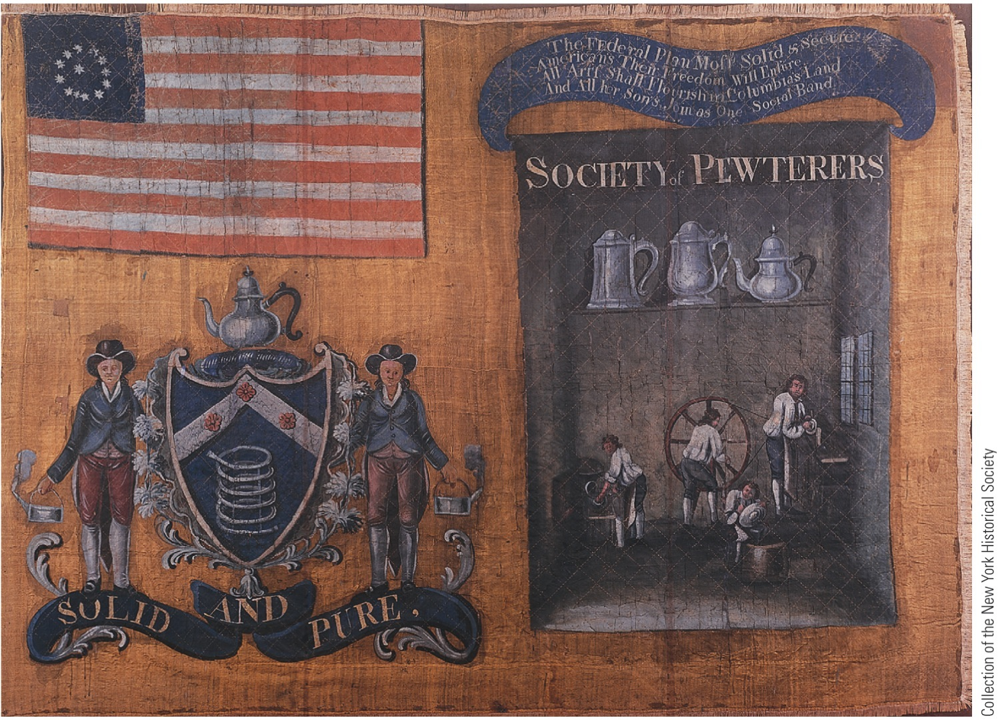 The Federal Plan Most Solid & Secure
Americans Their Freedom Will Ensure
All Arts Shall Flourish in Columbia's Land
And All her Sons Join as One Social Band
SOCIETY of PEWTERERS
SOLID AND PURE,
Collection of the New York Historical Society